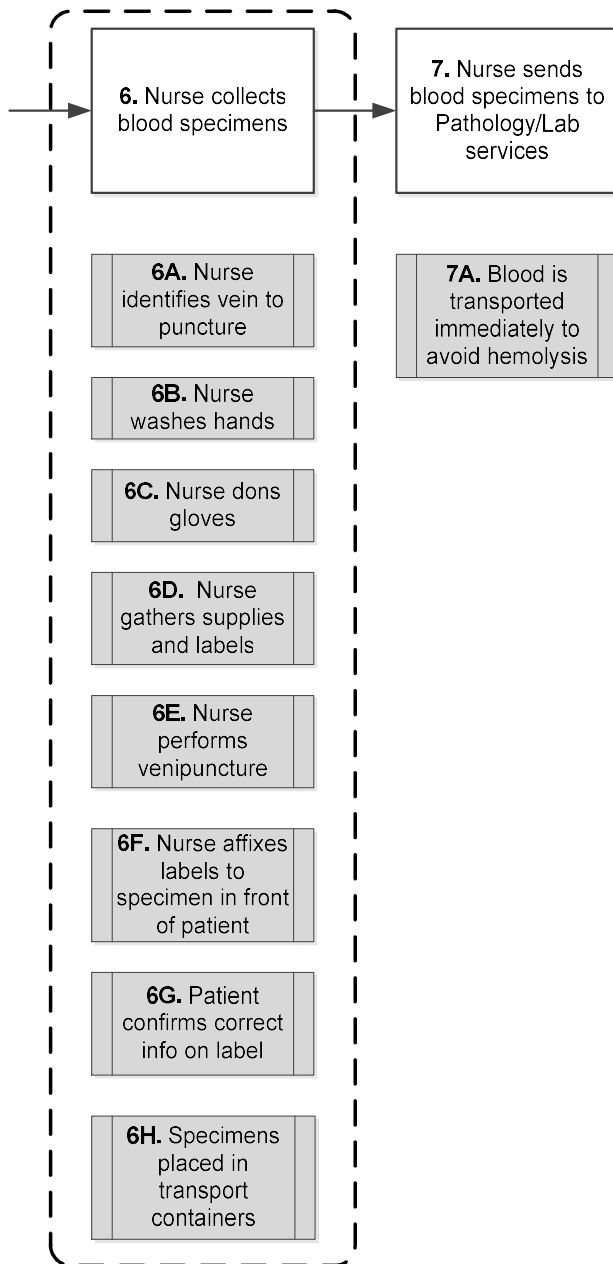 6. Nurse collects
blood specimens
7. Nurse sends
blood specimens to
Pathology/Lab
services
6A. Nurse
identifies vein to
puncture
6B. Nurse
washes hands
6C. Nurse dons
gloves
6D. Nurse
gathers supplies
and labels
6E. Nurse
performs
venipuncture
6F. Nurse affixes
labels to
specimen in front
of patient
6G. Patient
confirms correct
info on label
6H. Specimens
placed in
transport
containers
7A. Blood is
transported
immediately to
avoid hemolysis